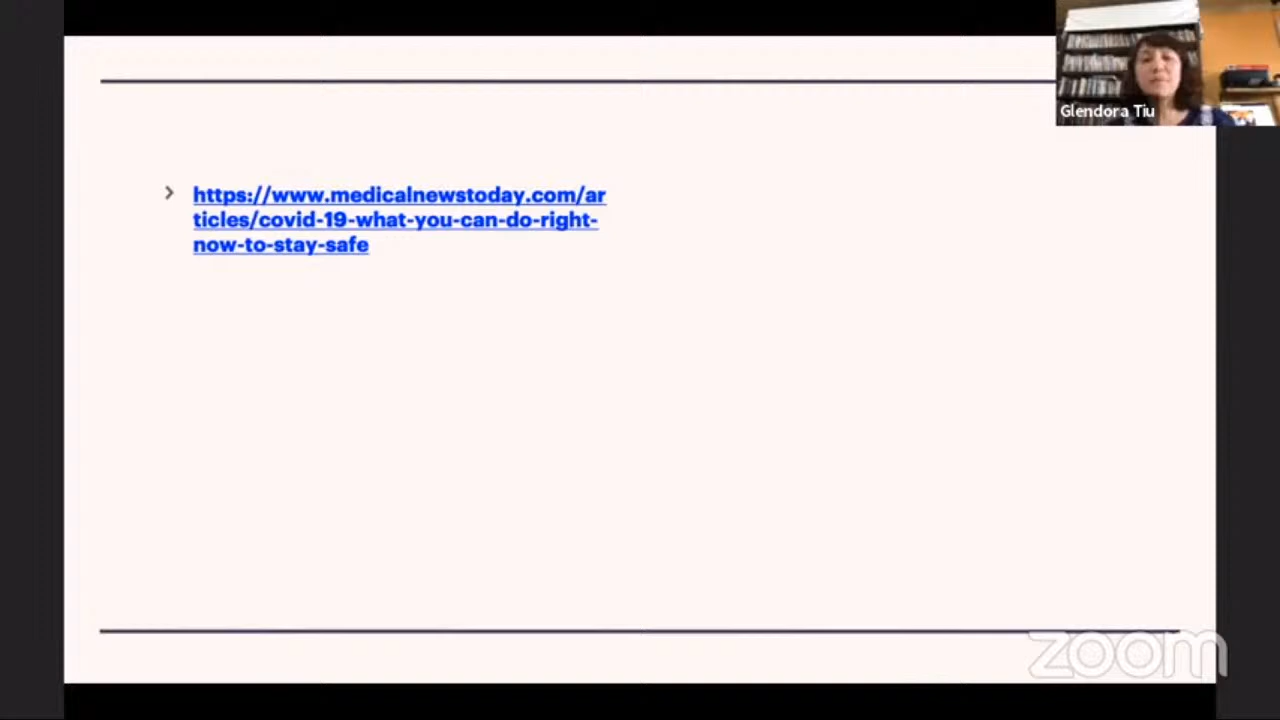 Glendora Tiu
https://www.medicalnewstoday.com/ar
ticles/covid-19-what-you-can-do-right-
now-to-stay-safe
zoom